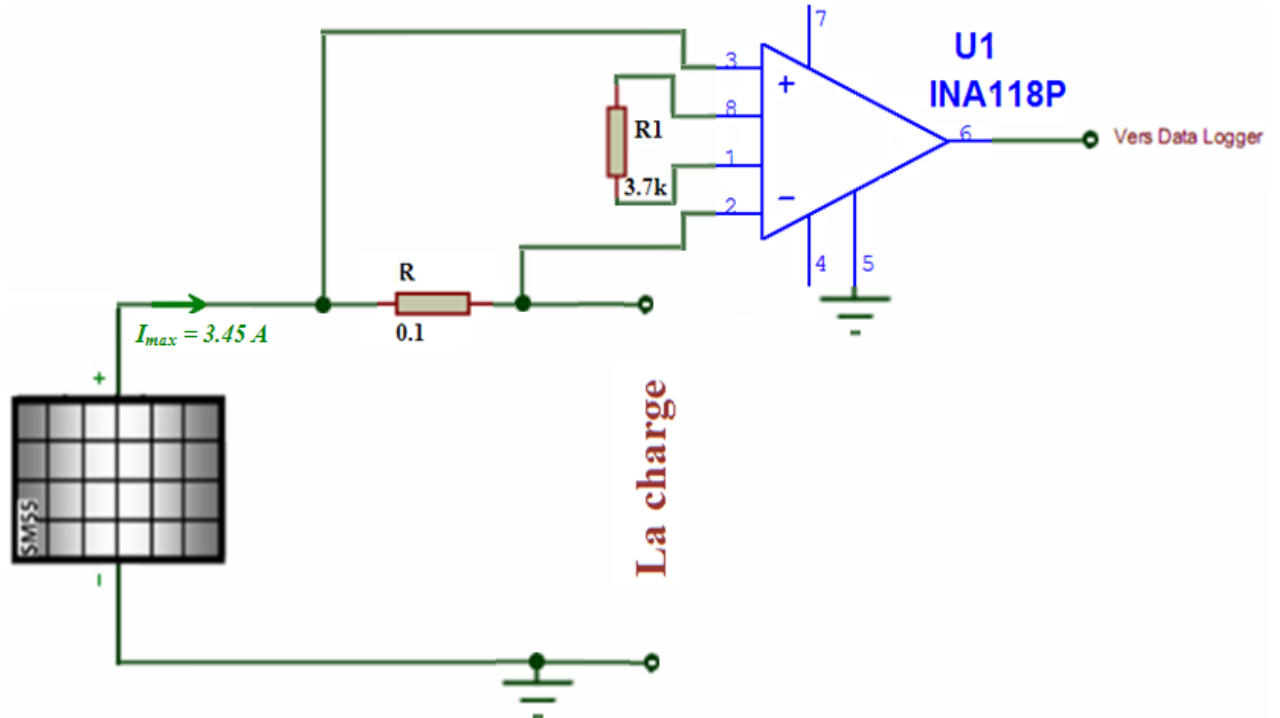 7
U1
INA118P
3
+
8
R1
1
3.7k
2
−
6
Vers Data Logger
4
5
R
0.1
I_max = 3.45 A
+
SM55
−
La charge